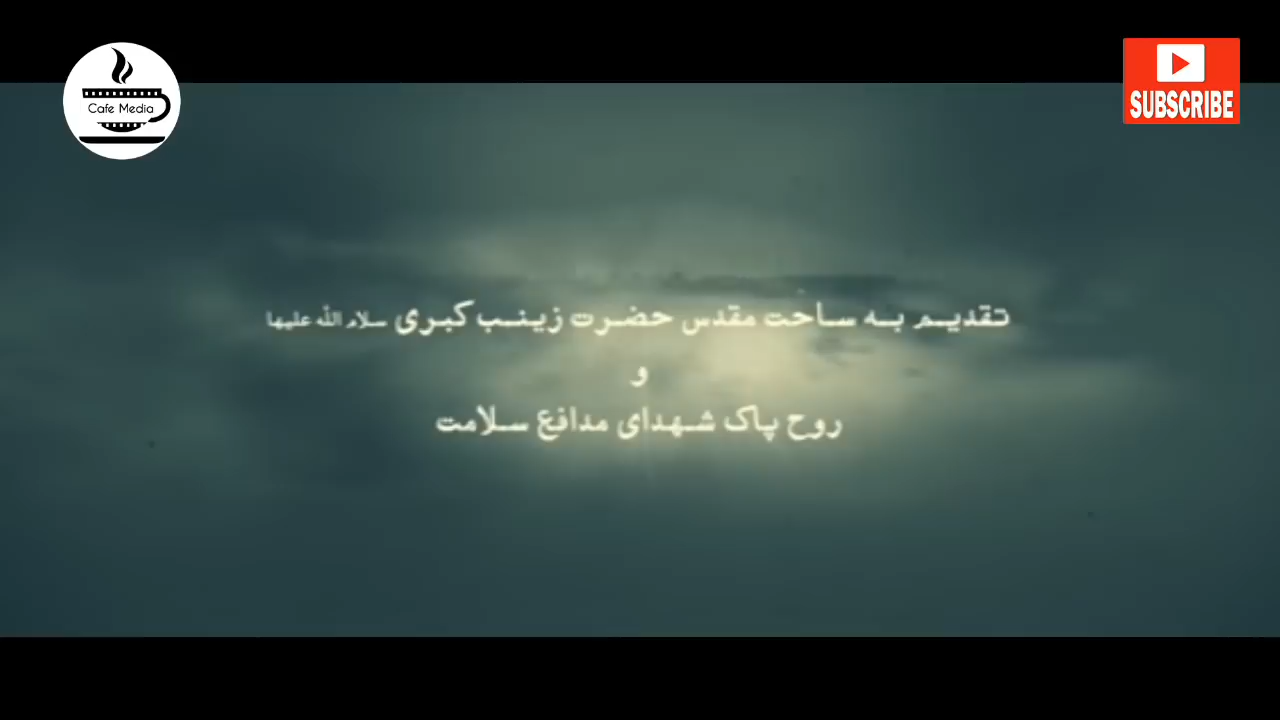 Cafe Media
SUBSCRIBE
تقدیم به ساحت مقدس حضرت زینب کبری سلام الله علیها
و
روح پاک شهدای مدافع سلامت